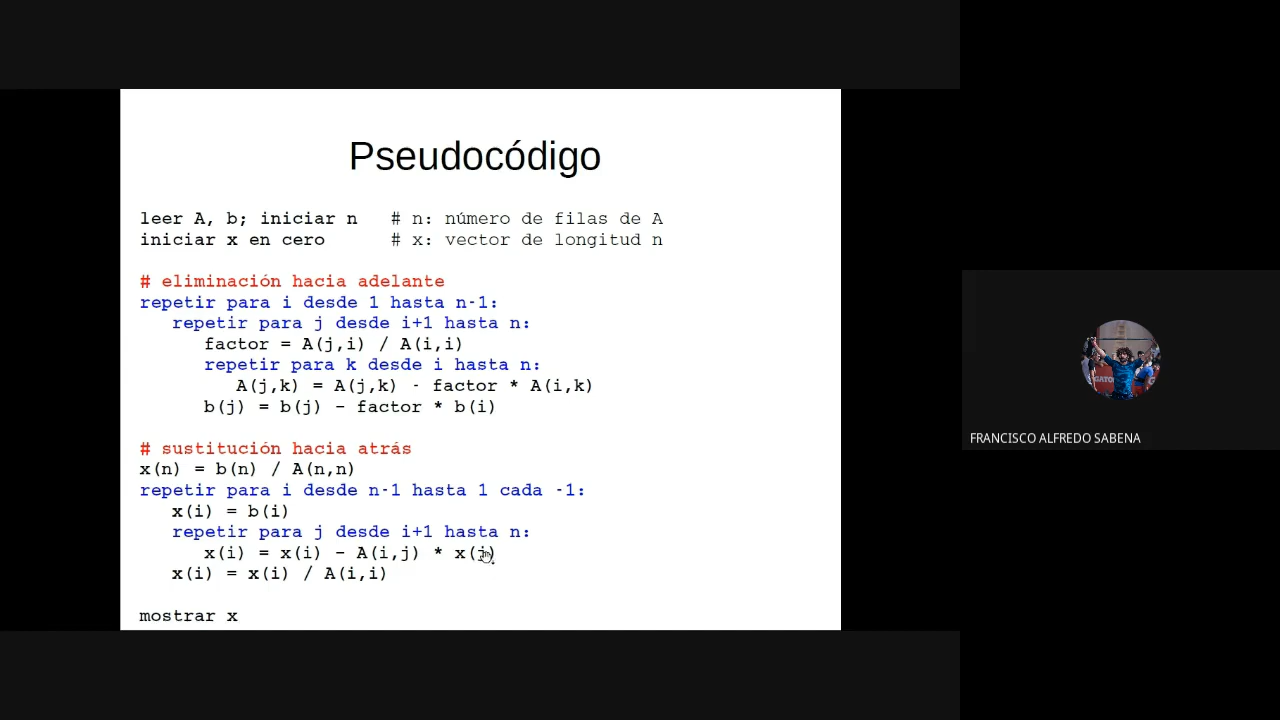 Pseudocódigo
leer A, b; iniciar n # n: número de filas de A
iniciar x en cero # x: vector de longitud n
# eliminación hacia adelante
repetir para i desde 1 hasta n-1:
repetir para j desde i+1 hasta n:
factor = A(j,i) / A(i,i)
repetir para k desde i hasta n:
A(j,k) = A(j,k) - factor * A(i,k)
b(j) = b(j) - factor * b(i)
# sustitución hacia atrás
x(n) = b(n) / A(n,n)
repetir para i desde n-1 hasta 1 cada -1:
x(i) = b(i)
repetir para j desde i+1 hasta n:
x(i) = x(i) - A(i,j) * x(j)
x(i) = x(i) / A(i,i)
mostrar x
GATO
FRANCISCO ALFREDO SABENA